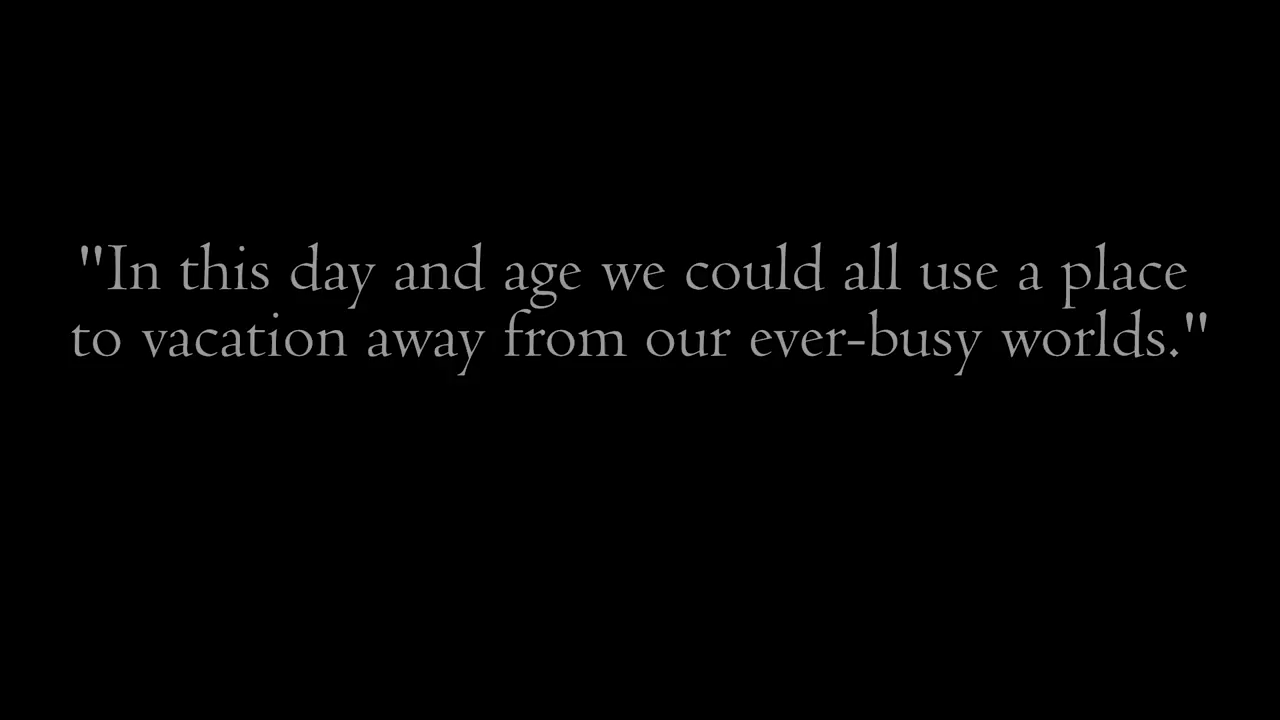 "In this day and age we could all use a place
to vacation away from our ever-busy worlds."